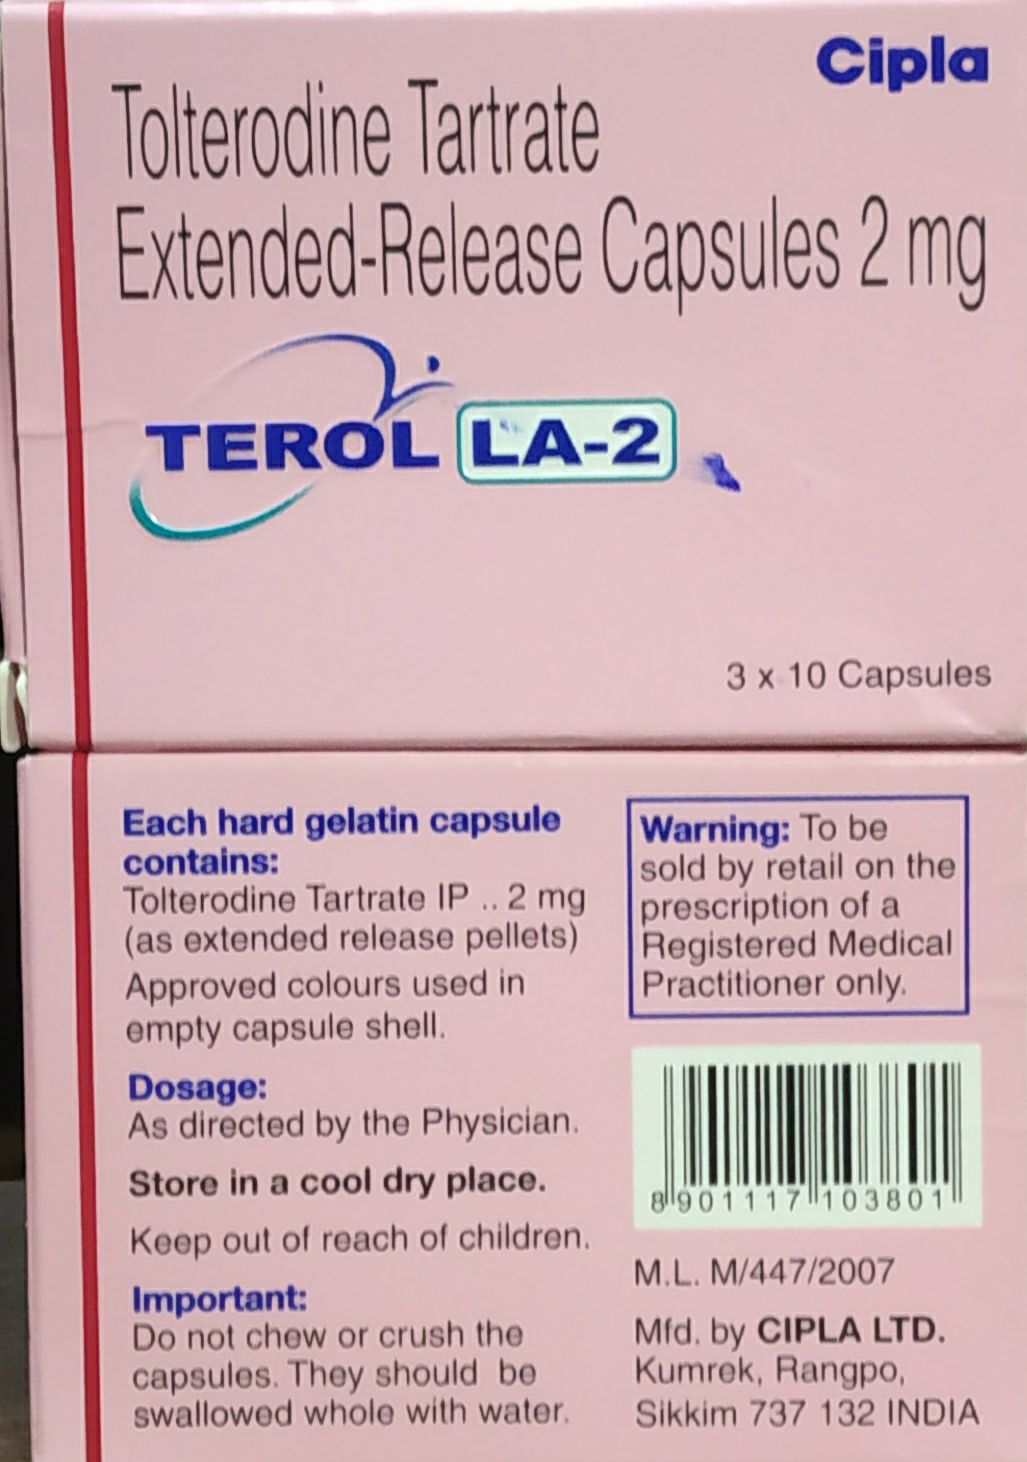 Cipla
Tolterodine Tartrate
Extended-Release Capsules 2 mg
TEROL LA-2
3 x 10 Capsules
Each hard gelatin capsule
contains:
Tolterodine Tartrate IP .. 2 mg
(as extended release pellets)
Approved colours used in
empty capsule shell.
Dosage:
As directed by the Physician.
Store in a cool dry place.
Keep out of reach of children.
Important:
Do not chew or crush the
capsules. They should be
swallowed whole with water.
Warning: To be
sold by retail on the
prescription of a
Registered Medical
Practitioner only.
8 901117 103801
M.L. M/447/2007
Mfd. by CIPLA LTD.
Kumrek, Rangpo,
Sikkim 737 132 INDIA